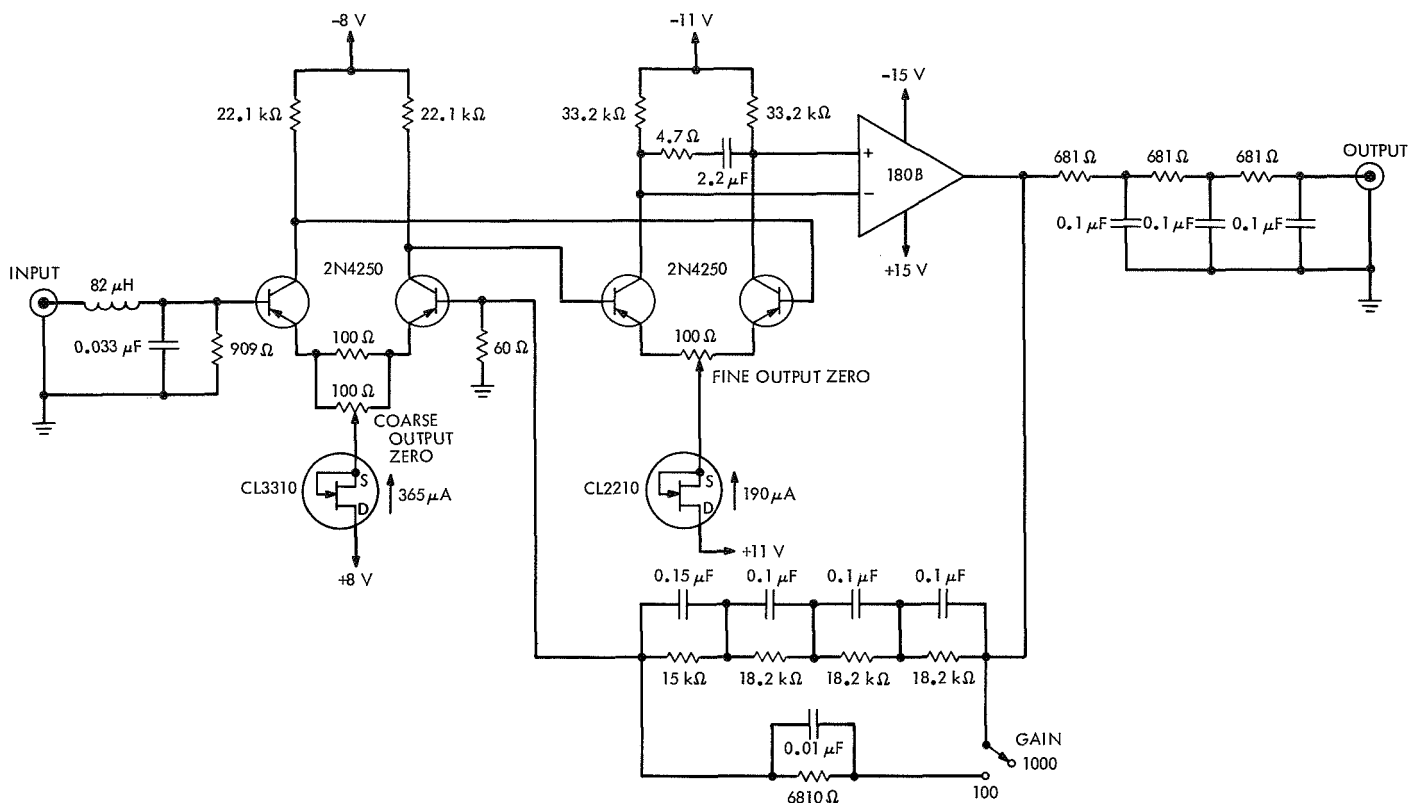 –8 V
–11 V
–15 V
22.1 kΩ
22.1 kΩ
33.2 kΩ
33.2 kΩ
4.7 Ω
2.2 μF
+
–
180B
+15 V
681 Ω
681 Ω
681 Ω
OUTPUT
0.1 μF
0.1 μF
0.1 μF
INPUT
82 μH
0.033 μF
909 Ω
2N4250
2N4250
100 Ω
100 Ω
60 Ω
100 Ω
FINE OUTPUT ZERO
COARSE
OUTPUT
ZERO
CL3310
S
D
365 μA
+8 V
CL2210
S
D
190 μA
+11 V
0.15 μF
0.1 μF
0.1 μF
0.1 μF
15 kΩ
18.2 kΩ
18.2 kΩ
18.2 kΩ
0.01 μF
6810 Ω
GAIN
1000
100